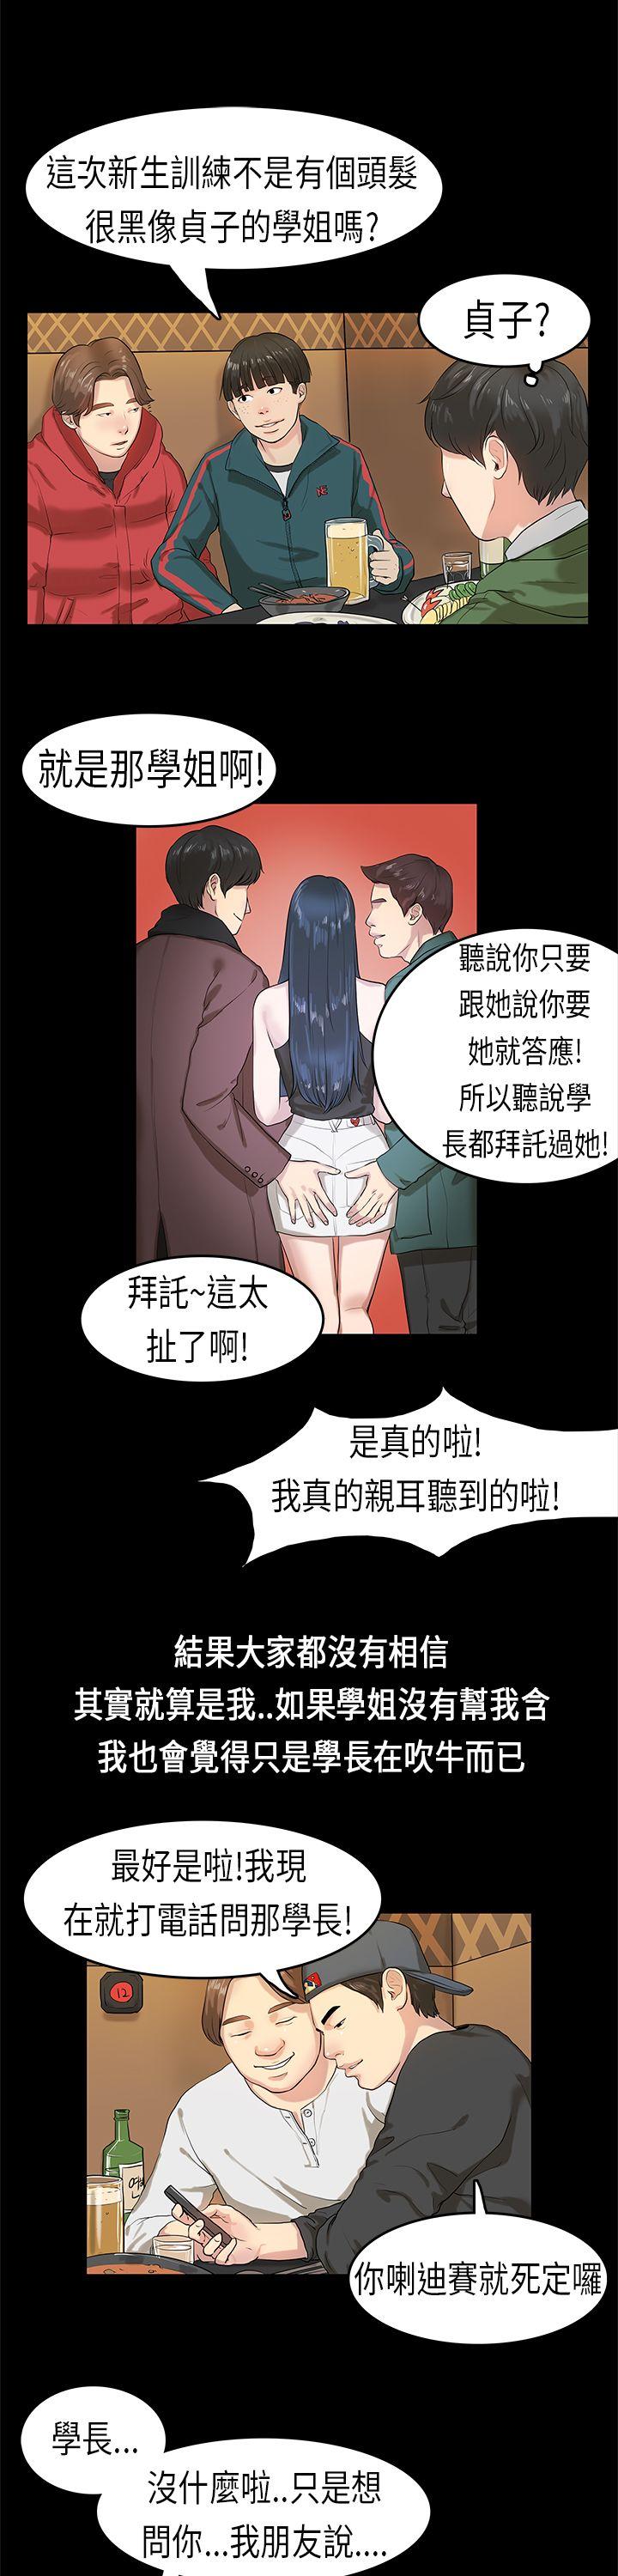 這次新生訓練不是有個頭髮
很黑像貞子的學姐嗎?
貞子?
就是那學姐啊!
聽說你只要
跟她說你要
她就答應!
所以聽說學
長都拜託過她!
拜託~這太
扯了啊!
是真的啦!
我真的親耳聽到的啦!
結果大家都沒有相信
其實就算是我..如果學姐沒有幫我含
我也會覺得只是學長在吹牛而已
最好是啦!我現
在就打電話問那學長!
12
你喇迪賽就死定囉
學長...
沒什麼啦..只是想
問你...我朋友說....